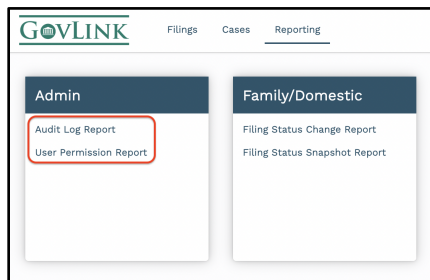 GOVLINK
Filings Cases Reporting
Admin
Audit Log Report
User Permission Report
Family/Domestic
Filing Status Change Report
Filing Status Snapshot Report